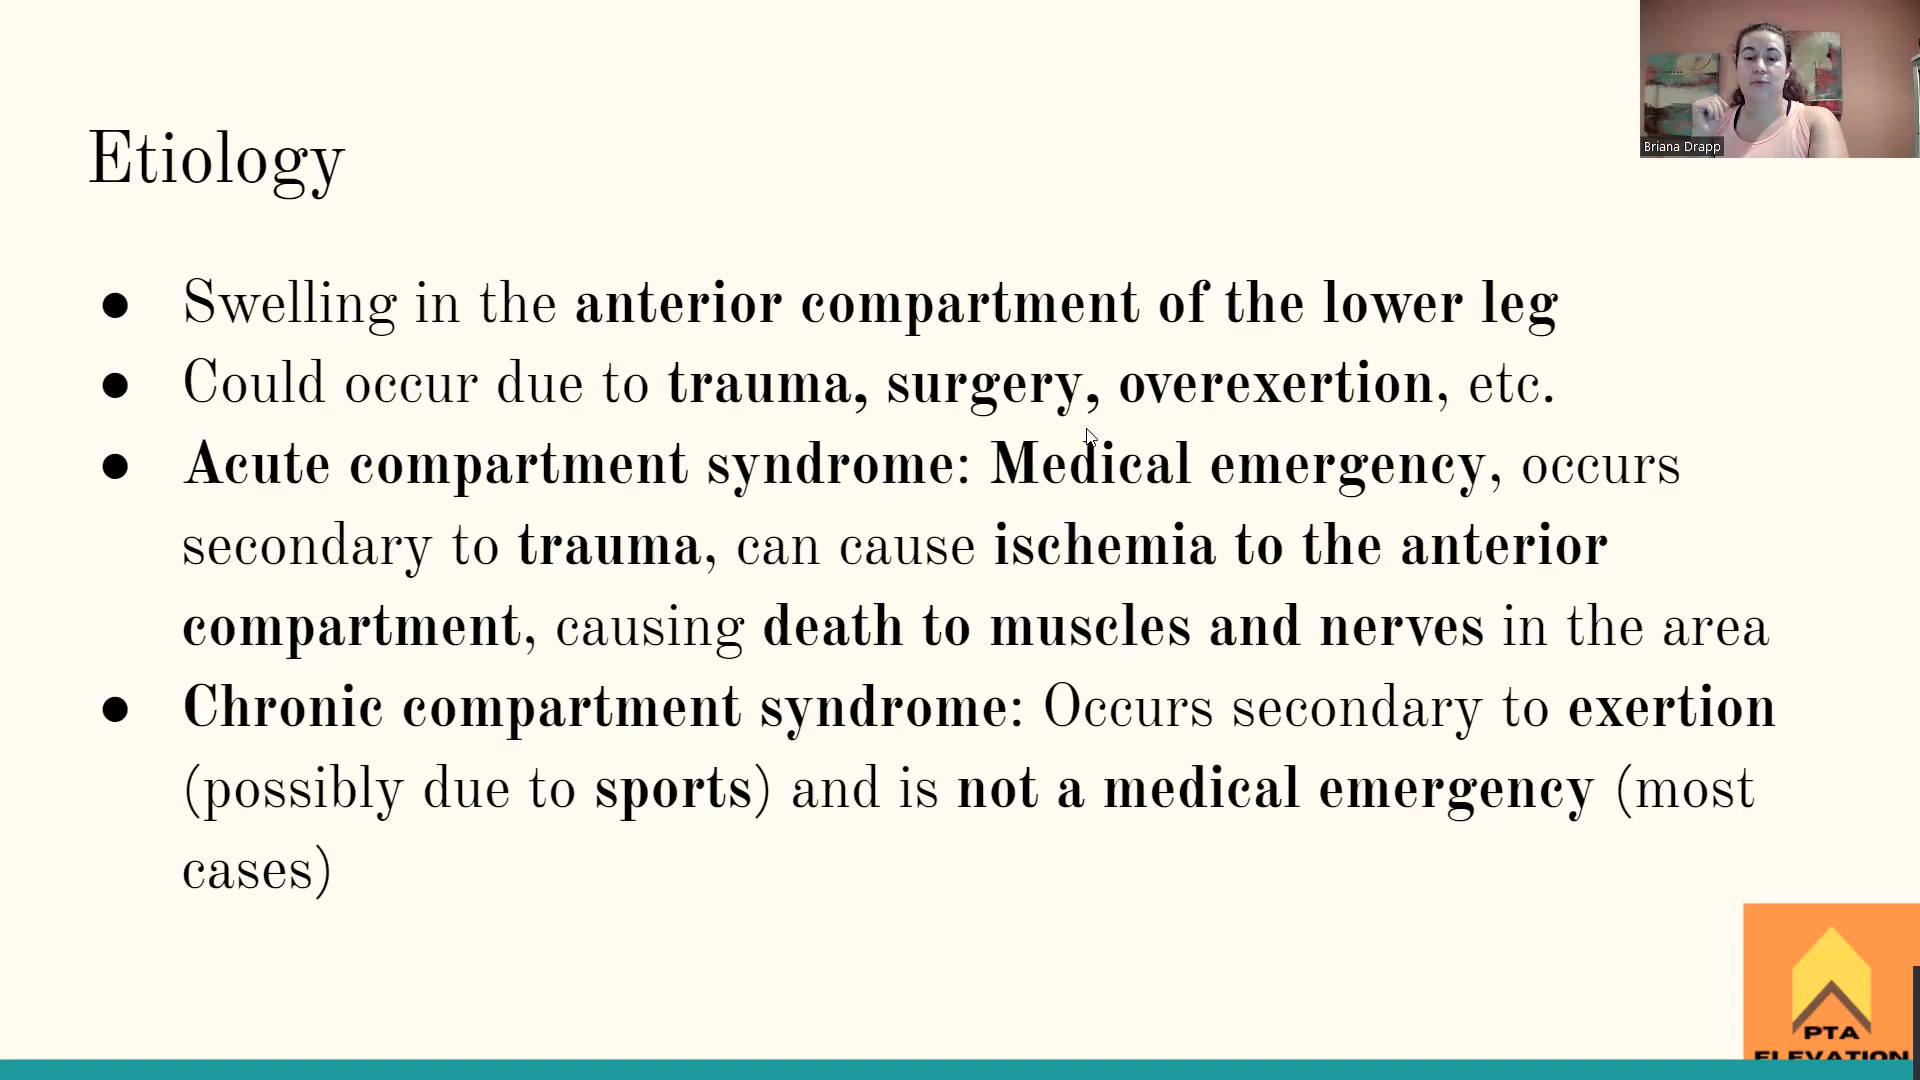 Briana Drapp
Etiology
● Swelling in the anterior compartment of the lower leg
● Could occur due to trauma, surgery, overexertion, etc.
● Acute compartment syndrome: Medical emergency, occurs
secondary to trauma, can cause ischemia to the anterior
compartment, causing death to muscles and nerves in the area
● Chronic compartment syndrome: Occurs secondary to exertion
(possibly due to sports) and is not a medical emergency (most
cases)
PTA
ELEVATION